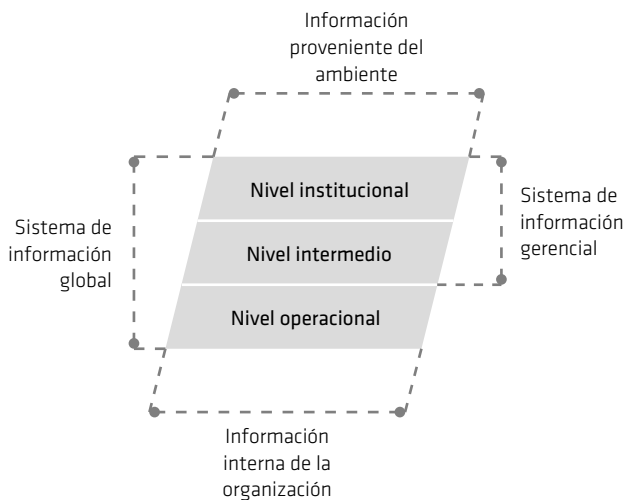 Información
proveniente del
ambiente
Nivel institucional
Nivel intermedio
Nivel operacional
Sistema de
información
global
Sistema de
información
gerencial
Información
interna de la
organización